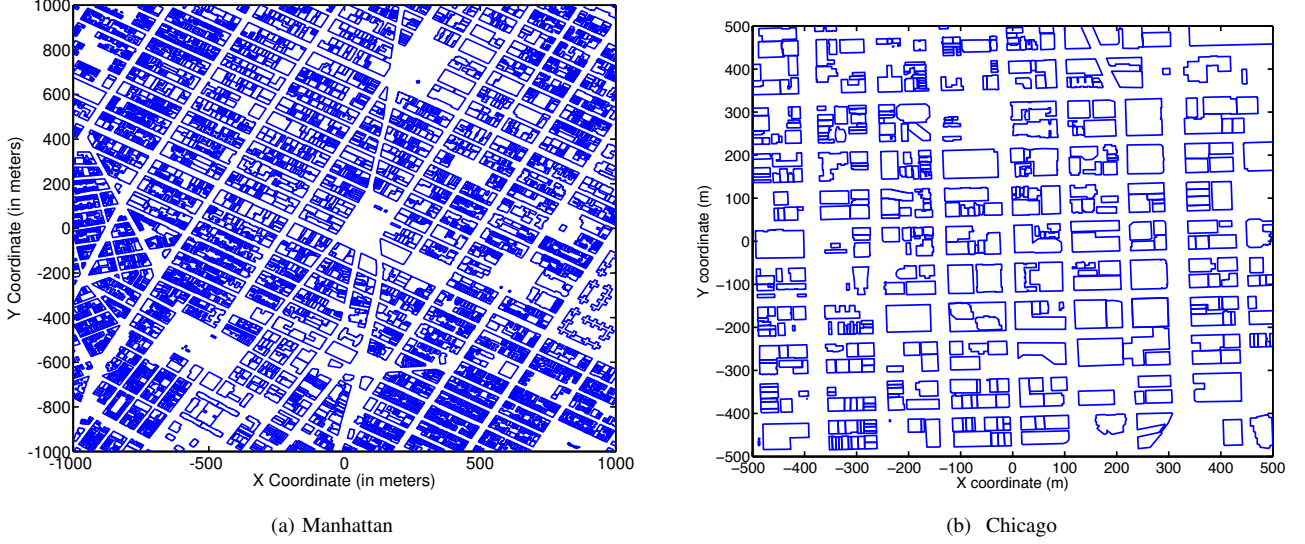 1000
800
600
400
200
0
-200
-400
-600
-800
-1000
-1000 -500 0 500 1000
Y Coordinate (in meters)
X Coordinate (in meters)
(a) Manhattan
500
400
300
200
100
0
−100
−200
−300
−400
−500
−500 −400 −300 −200 −100 0 100 200 300 400 500
Y coordinate (m)
X coordinate (m)
(b) Chicago